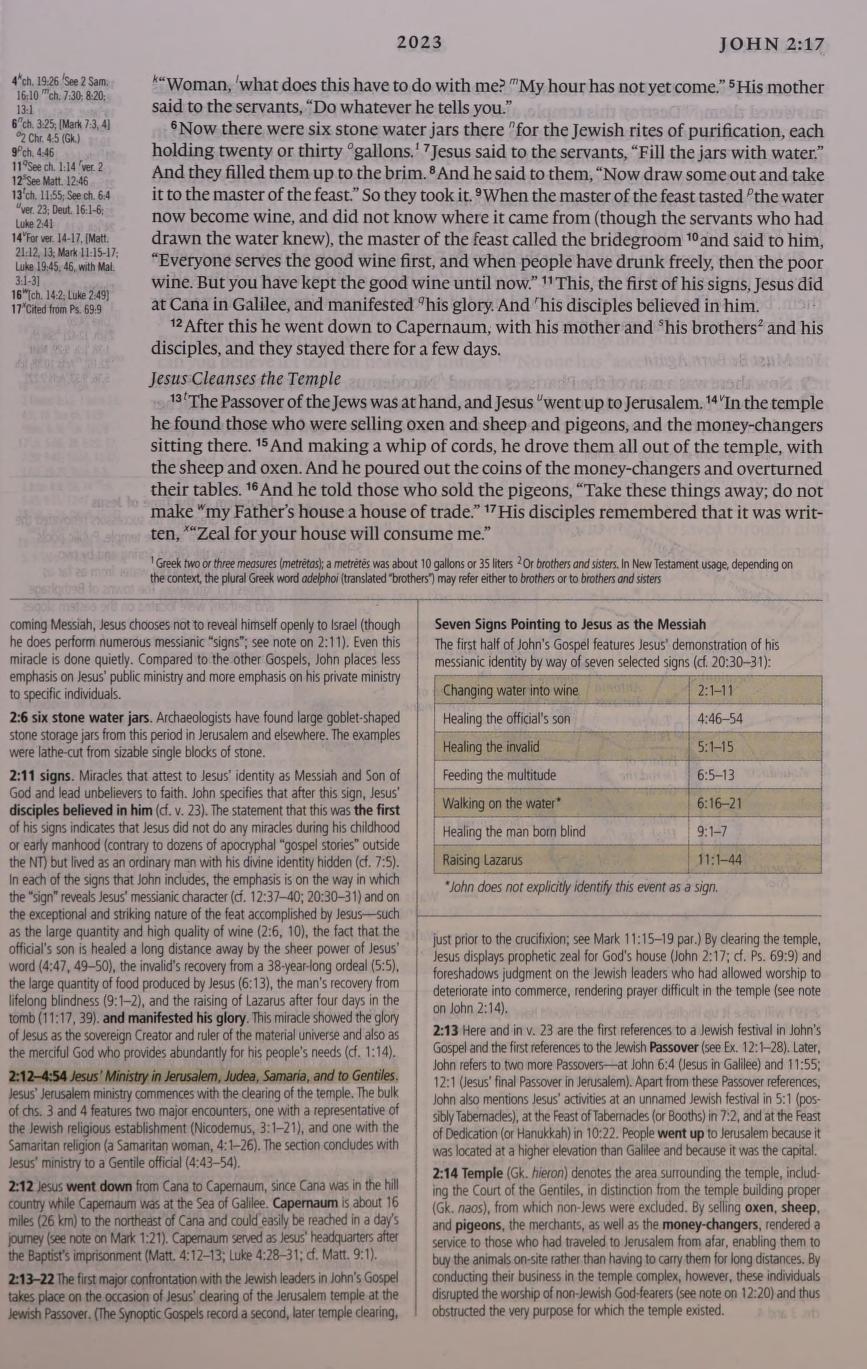 2023
JOHN 2:17
4 k ch. 19:26 l See 2 Sam.
16:10 m ch. 7:30; 8:20;
13:1
6 n ch. 3:25; [Mark 7:3, 4]
o 2 Chr. 4:5 (Gk.)
9 p ch. 4:46
11 q See ch. 1:14 r ver. 2
12 s See Matt. 12:46
13 t ch. 11:55; See ch. 6:4
u ver. 23; Deut. 16:1-6;
Luke 2:41
14 v For ver. 14-17, [Matt.
21:12, 13; Mark 11:15-17;
Luke 19:45, 46, with Mal.
3:1-3]
16 w [ch. 14:2; Luke 2:49]
17 x Cited from Ps. 69:9
k “Woman, l what does this have to do with me? m My hour has not yet come.” 5 His mother
said to the servants, “Do whatever he tells you.”
6 Now there were six stone water jars there n for the Jewish rites of purification, each
holding twenty or thirty o gallons.1 7 Jesus said to the servants, “Fill the jars with water.”
And they filled them up to the brim. 8 And he said to them, “Now draw some out and take
it to the master of the feast.” So they took it. 9 When the master of the feast tasted p the water
now become wine, and did not know where it came from (though the servants who had
drawn the water knew), the master of the feast called the bridegroom 10 and said to him,
“Everyone serves the good wine first, and when people have drunk freely, then the poor
wine. But you have kept the good wine until now.” 11 This, the first of his signs, Jesus did
at Cana in Galilee, and manifested q his glory. And r his disciples believed in him.
12 After this he went down to Capernaum, with his mother and s his brothers2 and his
disciples, and they stayed there for a few days.
Jesus Cleanses the Temple
13 t The Passover of the Jews was at hand, and Jesus u went up to Jerusalem. 14 v In the temple
he found those who were selling oxen and sheep and pigeons, and the money-changers
sitting there. 15 And making a whip of cords, he drove them all out of the temple, with
the sheep and oxen. And he poured out the coins of the money-changers and overturned
their tables. 16 And he told those who sold the pigeons, “Take these things away; do not
make w my Father’s house a house of trade.” 17 His disciples remembered that it was writ-
ten, x “Zeal for your house will consume me.”
1 Greek two or three measures (metrētas); a metrētēs was about 10 gallons or 35 liters 2 Or brothers and sisters. In New Testament usage, depending on
the context, the plural Greek word adelphoi (translated “brothers”) may refer either to brothers or to brothers and sisters
coming Messiah, Jesus chooses not to reveal himself openly to Israel (though
he does perform numerous messianic “signs”; see note on 2:11). Even this
miracle is done quietly. Compared to the other Gospels, John places less
emphasis on Jesus’ public ministry and more emphasis on his private ministry
to specific individuals.
2:6 six stone water jars. Archaeologists have found large goblet-shaped
stone storage jars from this period in Jerusalem and elsewhere. The examples
were lathe-cut from sizable single blocks of stone.
2:11 signs. Miracles that attest to Jesus’ identity as Messiah and Son of
God and lead unbelievers to faith. John specifies that after this sign, Jesus’
disciples believed in him (cf. v. 23). The statement that this was the first
of his signs indicates that Jesus did not do any miracles during his childhood
or early manhood (contrary to dozens of apocryphal “gospel stories” outside
the NT) but lived as an ordinary man with his divine identity hidden (cf. 7:5).
In each of the signs that John includes, the emphasis is on the way in which
the “sign” reveals Jesus’ messianic character (cf. 12:37–40; 20:30–31) and on
the exceptional and striking nature of the feat accomplished by Jesus—such
as the large quantity and high quality of wine (2:6, 10), the fact that the
official’s son is healed a long distance away by the sheer power of Jesus’
word (4:47, 49–50), the invalid’s recovery from a 38-year-long ordeal (5:5),
the large quantity of food produced by Jesus (6:13), the man’s recovery from
lifelong blindness (9:1–2), and the raising of Lazarus after four days in the
tomb (11:17, 39). and manifested his glory. This miracle showed the glory
of Jesus as the sovereign Creator and ruler of the material universe and also as
the merciful God who provides abundantly for his people’s needs (cf. 1:14).
2:12–4:54 Jesus’ Ministry in Jerusalem, Judea, Samaria, and to Gentiles.
Jesus’ Jerusalem ministry commences with the clearing of the temple. The bulk
of chs. 3 and 4 features two major encounters, one with a representative of
the Jewish religious establishment (Nicodemus, 3:1–21), and one with the
Samaritan religion (a Samaritan woman, 4:1–26). The section concludes with
Jesus’ ministry to a Gentile official (4:43–54).
2:12 Jesus went down from Cana to Capernaum, since Cana was in the hill
country while Capernaum was at the Sea of Galilee. Capernaum is about 16
miles (26 km) to the northeast of Cana and could easily be reached in a day’s
journey (see note on Mark 1:21). Capernaum served as Jesus’ headquarters after
the Baptist’s imprisonment (Matt. 4:12–13; Luke 4:28–31; cf. Matt. 9:1).
2:13–22 The first major confrontation with the Jewish leaders in John’s Gospel
takes place on the occasion of Jesus’ clearing of the Jerusalem temple at the
Jewish Passover. (The Synoptic Gospels record a second, later temple clearing,
Seven Signs Pointing to Jesus as the Messiah
The first half of John’s Gospel features Jesus’ demonstration of his
messianic identity by way of seven selected signs (cf. 20:30–31):
Changing water into wine 2:1–11
Healing the official’s son 4:46–54
Healing the invalid 5:1–15
Feeding the multitude 6:5–13
Walking on the water* 6:16–21
Healing the man born blind 9:1–7
Raising Lazarus 11:1–44
*John does not explicitly identify this event as a sign.
just prior to the crucifixion; see Mark 11:15–19 par.) By clearing the temple,
Jesus displays prophetic zeal for God’s house (John 2:17; cf. Ps. 69:9) and
foreshadows judgment on the Jewish leaders who had allowed worship to
deteriorate into commerce, rendering prayer difficult in the temple (see note
on John 2:14).
2:13 Here and in v. 23 are the first references to a Jewish festival in John’s
Gospel and the first references to the Jewish Passover (see Ex. 12:1–28). Later,
John refers to two more Passovers—at John 6:4 (Jesus in Galilee) and 11:55;
12:1 (Jesus’ final Passover in Jerusalem). Apart from these Passover references,
John also mentions Jesus’ activities at an unnamed Jewish festival in 5:1 (pos-
sibly Tabernacles), at the Feast of Tabernacles (or Booths) in 7:2, and at the Feast
of Dedication (or Hanukkah) in 10:22. People went up to Jerusalem because it
was located at a higher elevation than Galilee and because it was the capital.
2:14 Temple (Gk. hieron) denotes the area surrounding the temple, includ-
ing the Court of the Gentiles, in distinction from the temple building proper
(Gk. naos), from which non-Jews were excluded. By selling oxen, sheep,
and pigeons, the merchants, as well as the money-changers, rendered a
service to those who had traveled to Jerusalem from afar, enabling them to
buy the animals on-site rather than having to carry them for long distances. By
conducting their business in the temple complex, however, these individuals
disrupted the worship of non-Jewish God-fearers (see note on 12:20) and thus
obstructed the very purpose for which the temple existed.